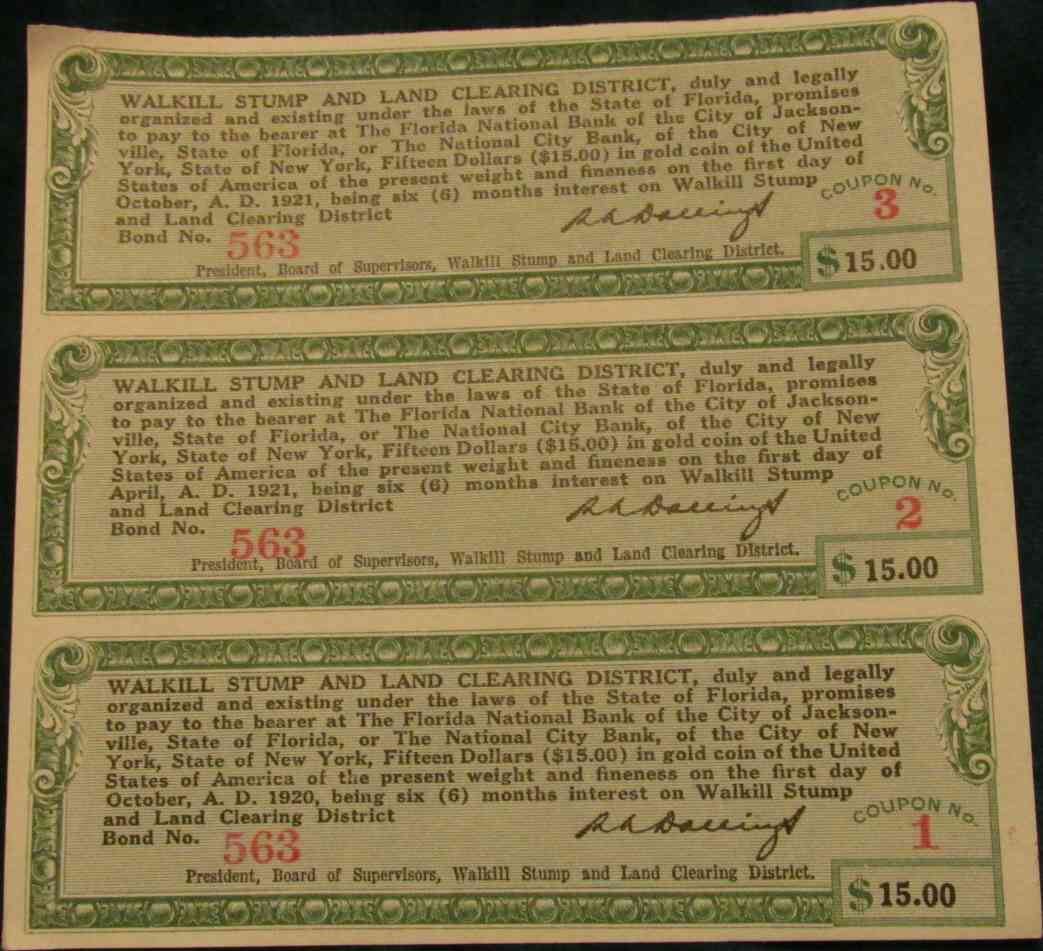 WALKILL STUMP AND LAND CLEARING DISTRICT, duly and legally
organized and existing under the laws of the State of Florida, promises
to pay to the bearer at The Florida National Bank of the City of Jackson-
ville, State of Florida, or The National City Bank, of the City of New
York, State of New York, Fifteen Dollars ($15.00) in gold coin of the United
States of America of the present weight and fineness on the first day of
October, A. D. 1921, being six (6) months interest on Walkill Stump
and Land Clearing District
Bond No. 563
President, Board of Supervisors, Walkill Stump and Land Clearing District.
COUPON No.
3
$15.00
WALKILL STUMP AND LAND CLEARING DISTRICT, duly and legally
organized and existing under the laws of the State of Florida, promises
to pay to the bearer at The Florida National Bank of the City of Jackson-
ville, State of Florida, or The National City Bank, of the City of New
York, State of New York, Fifteen Dollars ($15.00) in gold coin of the United
States of America of the present weight and fineness on the first day of
April, A. D. 1921, being six (6) months interest on Walkill Stump
and Land Clearing District
Bond No. 563
President, Board of Supervisors, Walkill Stump and Land Clearing District.
COUPON No.
2
$15.00
WALKILL STUMP AND LAND CLEARING DISTRICT, duly and legally
organized and existing under the laws of the State of Florida, promises
to pay to the bearer at The Florida National Bank of the City of Jackson-
ville, State of Florida, or The National City Bank, of the City of New
York, State of New York, Fifteen Dollars ($15.00) in gold coin of the United
States of America of the present weight and fineness on the first day of
October, A. D. 1920, being six (6) months interest on Walkill Stump
and Land Clearing District
Bond No. 563
President, Board of Supervisors, Walkill Stump and Land Clearing District.
COUPON No.
1
$15.00